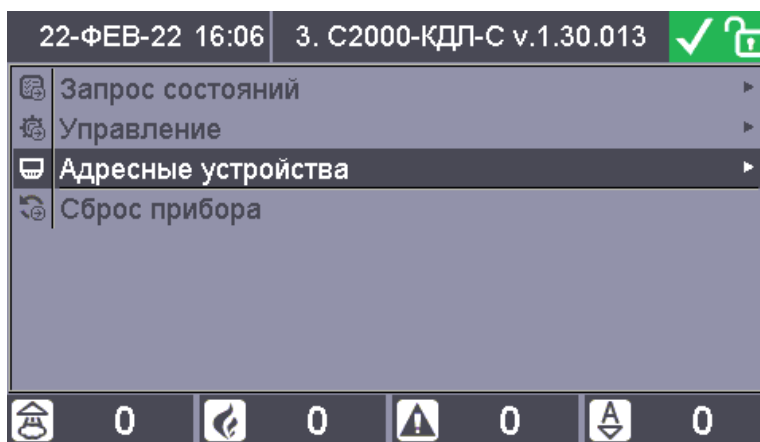 22-ФЕВ-22 16:06 3. С2000-КДЛ-С v.1.30.013
Запрос состояний
Управление
Адресные устройства
Сброс прибора
0 0 0 A 0